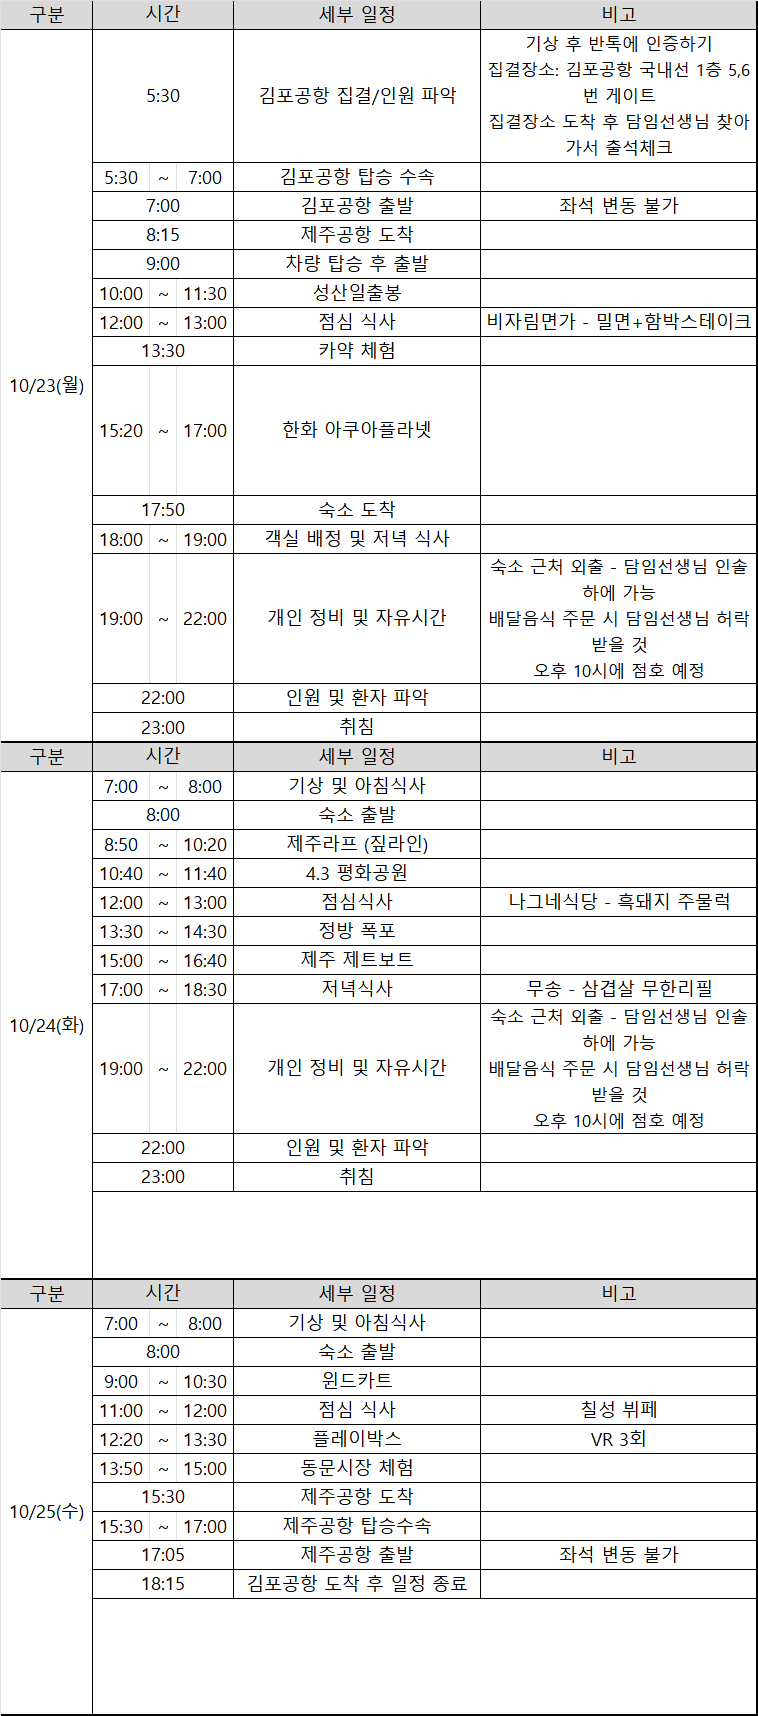 구분 시간 세부 일정 비고
10/23(월)
5:30 김포공항 집결/인원 파악
기상 후 반톡에 인증하기
집결장소: 김포공항 국내선 1층 5,6
번 게이트
집결장소 도착 후 담임선생님 찾아
가서 출석체크
5:30 ~ 7:00 김포공항 탑승 수속
7:00 김포공항 출발 좌석 변동 불가
8:15 제주공항 도착
9:00 차량 탑승 후 출발
10:00 ~ 11:30 성산일출봉
12:00 ~ 13:00 점심 식사 비자림면가 - 밀면+함박스테이크
13:30 카약 체험
15:20 ~ 17:00 한화 아쿠아플라넷
17:50 숙소 도착
18:00 ~ 19:00 객실 배정 및 저녁 식사
19:00 ~ 22:00 개인 정비 및 자유시간
숙소 근처 외출 - 담임선생님 인솔
하에 가능
배달음식 주문 시 담임선생님 허락
받을 것
오후 10시에 점호 예정
22:00 인원 및 환자 파악
23:00 취침
구분 시간 세부 일정 비고
10/24(화)
7:00 ~ 8:00 기상 및 아침식사
8:00 숙소 출발
8:50 ~ 10:20 제주라프 (짚라인)
10:40 ~ 11:40 4.3 평화공원
12:00 ~ 13:00 점심식사 나그네식당 - 흑돼지 주물럭
13:30 ~ 14:30 정방 폭포
15:00 ~ 16:40 제주 제트보트
17:00 ~ 18:30 저녁식사 무송 - 삼겹살 무한리필
19:00 ~ 22:00 개인 정비 및 자유시간
숙소 근처 외출 - 담임선생님 인솔
하에 가능
배달음식 주문 시 담임선생님 허락
받을 것
오후 10시에 점호 예정
22:00 인원 및 환자 파악
23:00 취침
구분 시간 세부 일정 비고
10/25(수)
7:00 ~ 8:00 기상 및 아침식사
8:00 숙소 출발
9:00 ~ 10:30 윈드카트
11:00 ~ 12:00 점심 식사 칠성 뷔페
12:20 ~ 13:30 플레이박스 VR 3회
13:50 ~ 15:00 동문시장 체험
15:30 제주공항 도착
15:30 ~ 17:00 제주공항 탑승수속
17:05 제주공항 출발 좌석 변동 불가
18:15 김포공항 도착 후 일정 종료